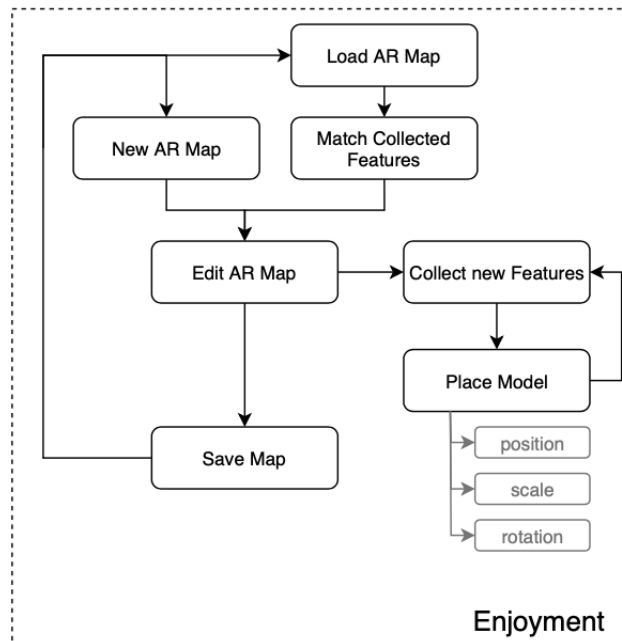 Load AR Map
New AR Map
Match Collected
Features
Edit AR Map
Collect new Features
Place Model
position
Save Map
scale
rotation
Enjoyment